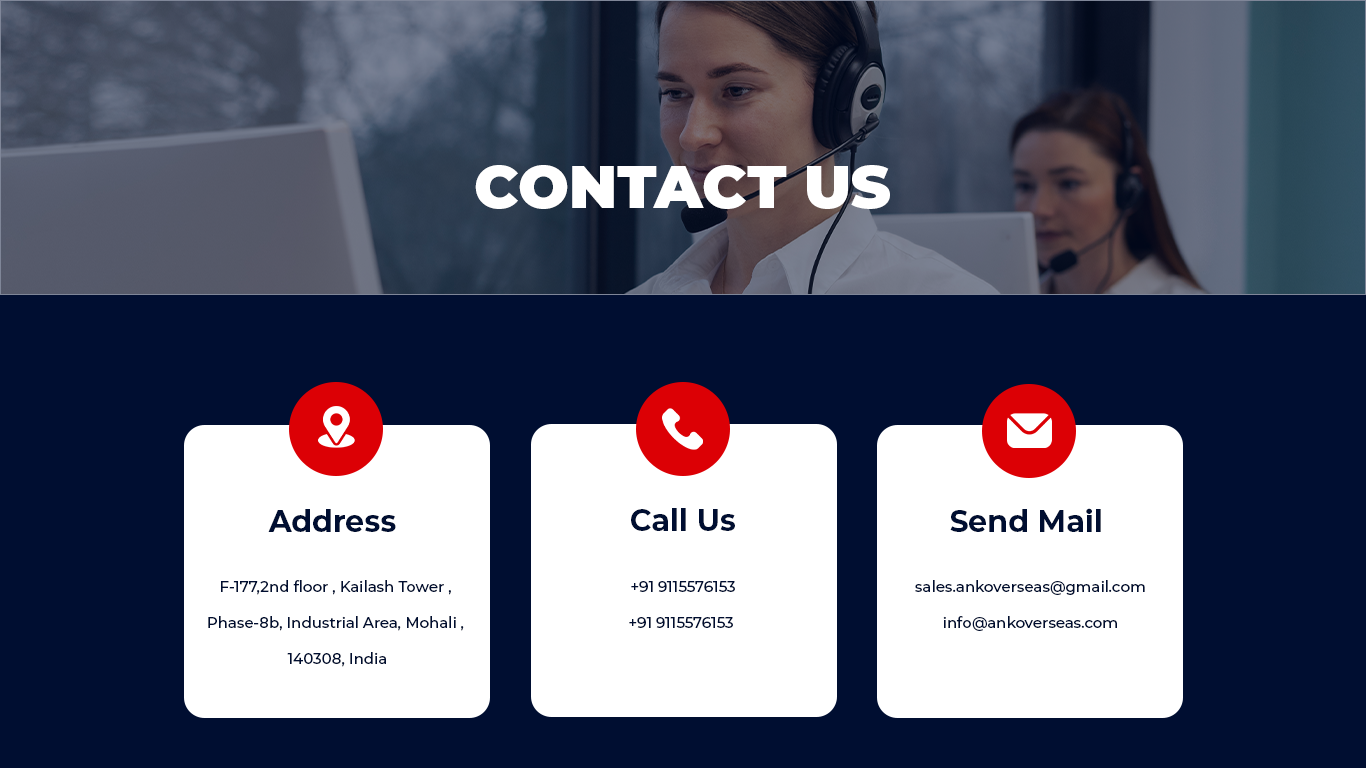 CONTACT US
Address
F-177,2nd floor , Kailash Tower ,
Phase-8b, Industrial Area, Mohali ,
140308, India
Call Us
+91 9115576153
+91 9115576153
Send Mail
sales.ankoverseas@gmail.com
info@ankoverseas.com